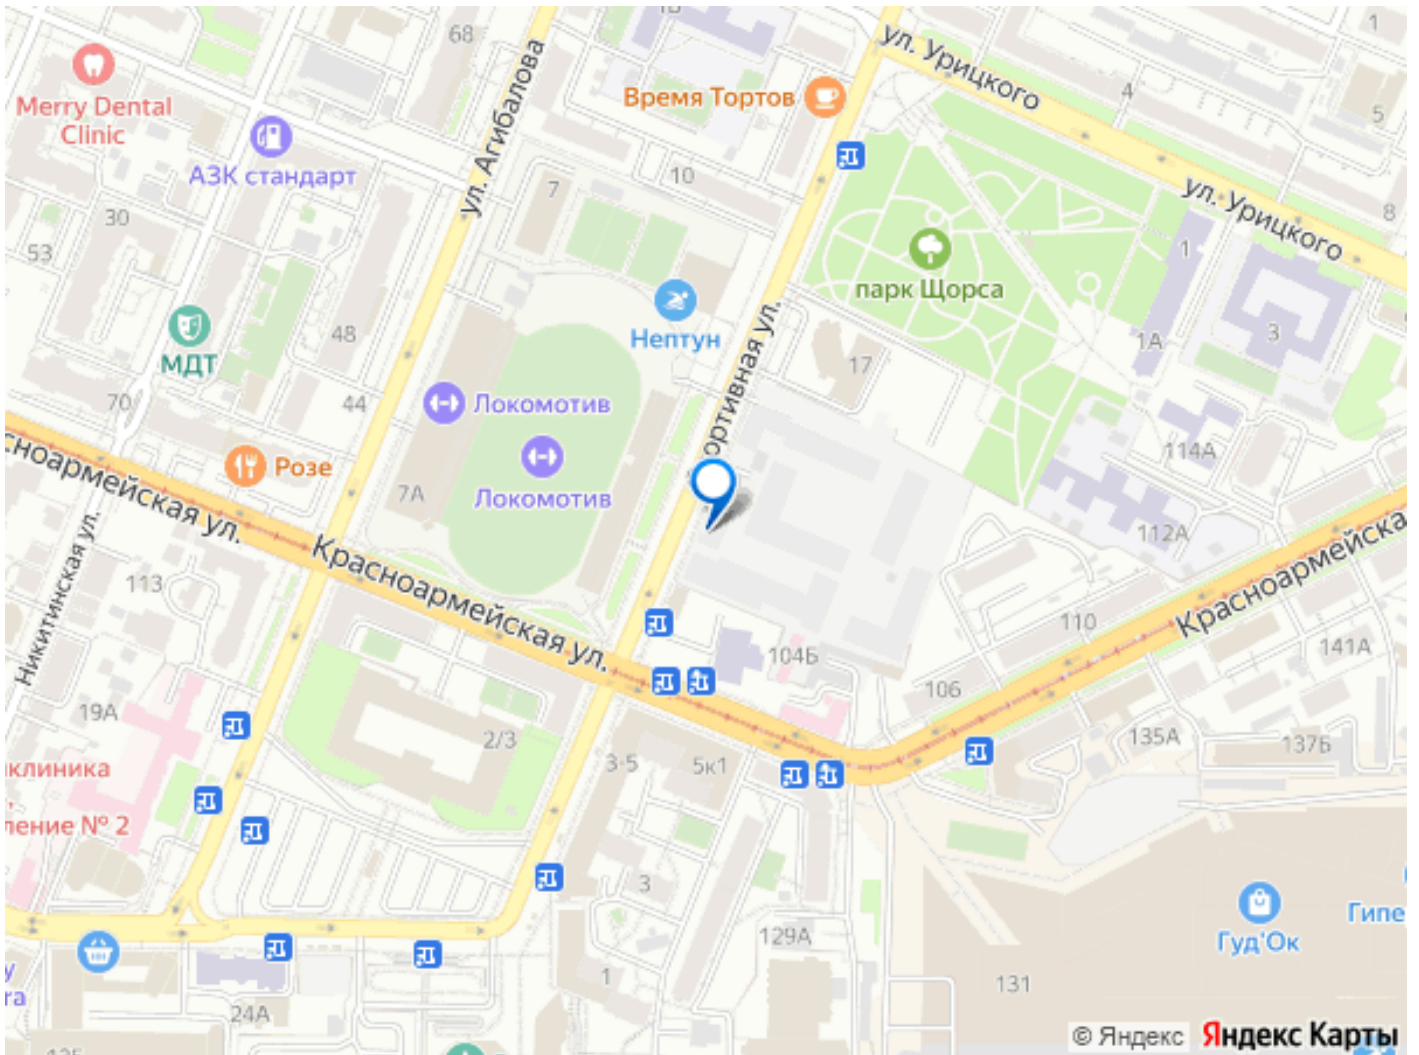 68
1
ул. Урицкого
Merry Dental
Clinic
ул. Агибалова
Время Тортов
4
5
АЗК стандарт
7
10
ул. Урицкого
8
30
53
1
парк Щорса
МДТ
48
Нептун
ортивная ул.
17
1А
3
70
44
Локомотив
Розе
114А
7А
Локомотив
сноармейская ул.
Никитинская ул.
113
Красноармейская ул.
112А
Красноармейска
110
104Б
106
141А
19А
2/3
3-5
5к1
135А
137Б
клиника
ление № 2
3
Гипе
Гуд'Ок
129А
1
131
24А
© Яндекс
Яндекс Карты